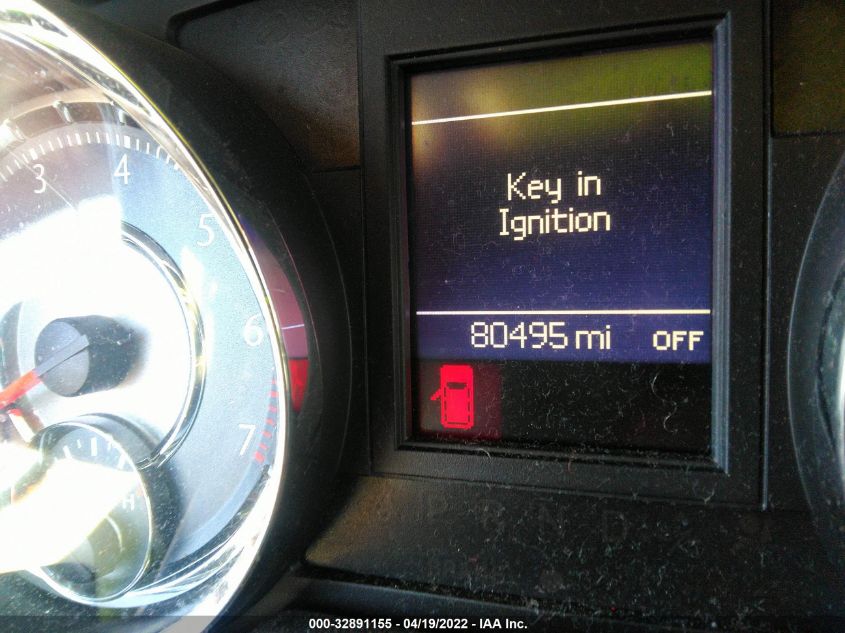 3
4
5
6
7
H
Key in
Ignition
80495 mi OFF
P R N D
000-32891155 - 04/19/2022 - IAA Inc.